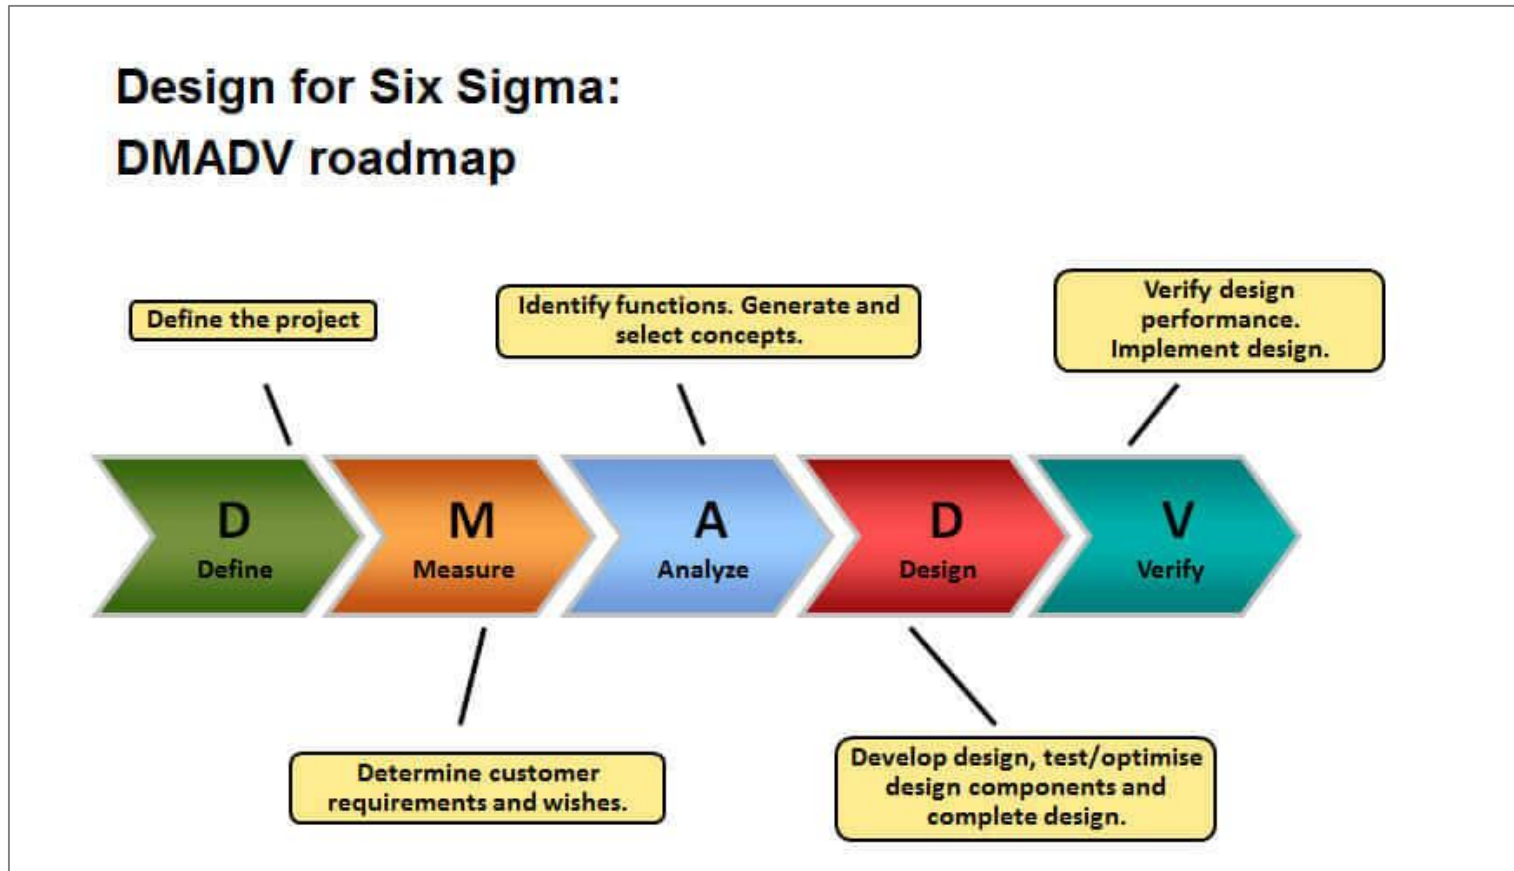 Design for Six Sigma:
DMADV roadmap
Define the project
Identify functions. Generate and
select concepts.
Verify design
performance.
Implement design.
D
Define
M
Measure
A
Analyze
D
Design
V
Verify
Determine customer
requirements and wishes.
Develop design, test/optimise
design components and
complete design.